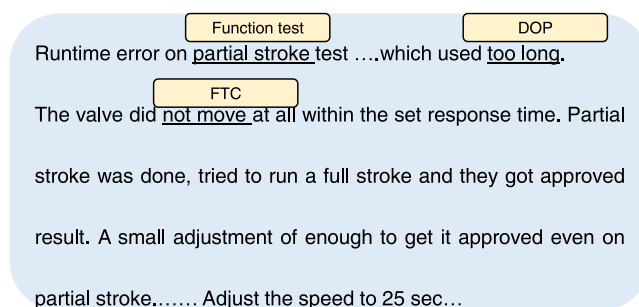 Function test DOP
Runtime error on partial stroke test ….which used too long.
FTC
The valve did not move at all within the set response time. Partial
stroke was done, tried to run a full stroke and they got approved
result. A small adjustment of enough to get it approved even on
partial stroke.…… Adjust the speed to 25 sec…